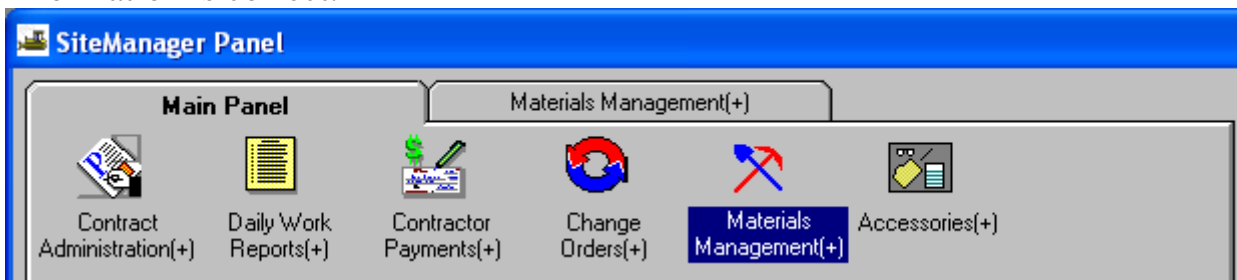 SiteManager Panel
Main Panel
Materials Management(+)
Contract
Administration(+)
Daily Work
Reports(+)
Contractor
Payments(+)
Change
Orders(+)
Materials
Management(+)
Accessories(+)